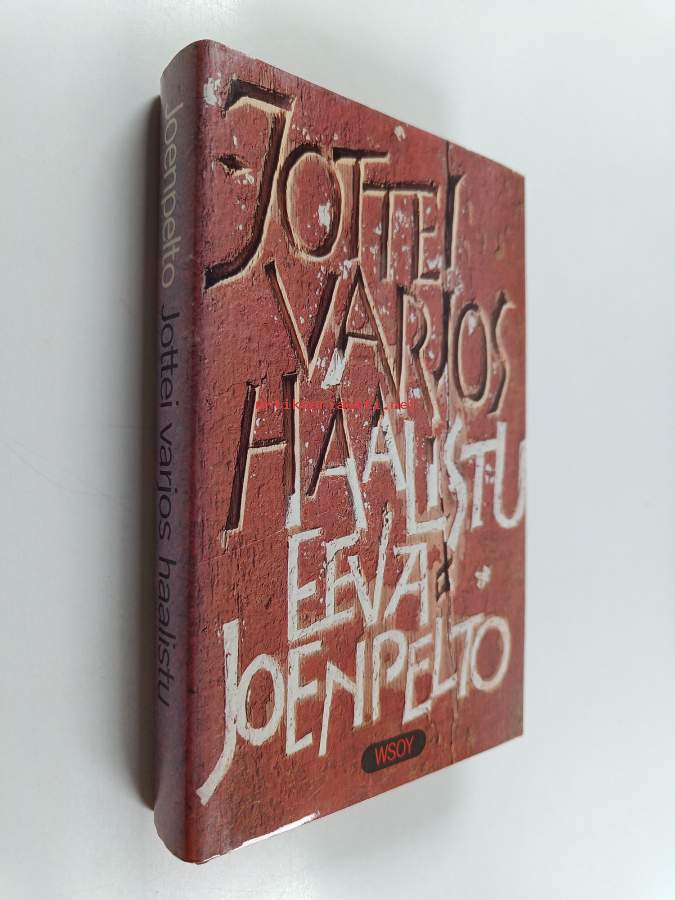 Joenpelto Jottei varjos haalistu
JOTTEI
VARJOS
HAALISTU
EEVA
JOENPELTO
WSOY